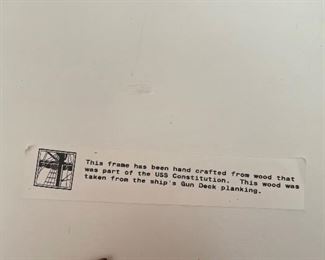 This frame has been hand crafted from wood that
was part of the USS Constitution. This wood was
taken from the ship's Gun Deck planking.